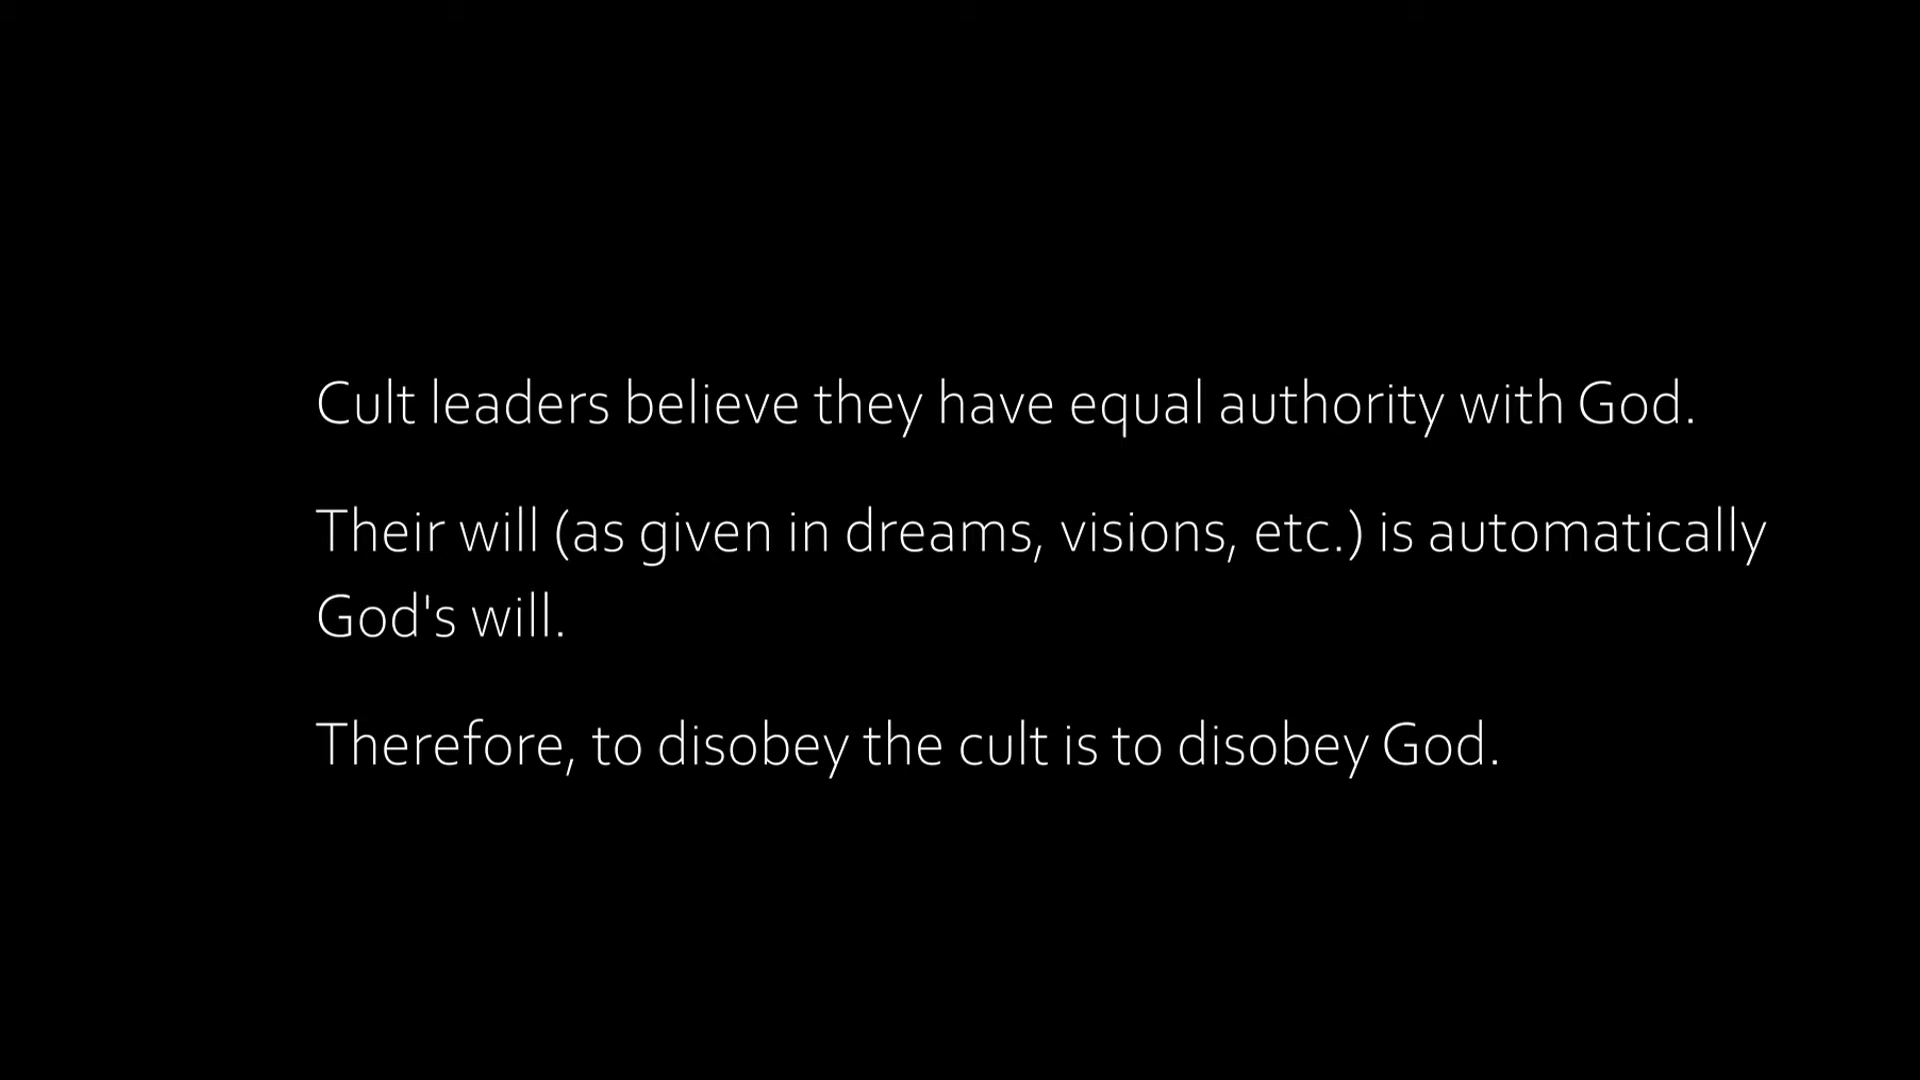 Cult leaders believe they have equal authority with God.
Their will (as given in dreams, visions, etc.) is automatically
God's will.
Therefore, to disobey the cult is to disobey God.